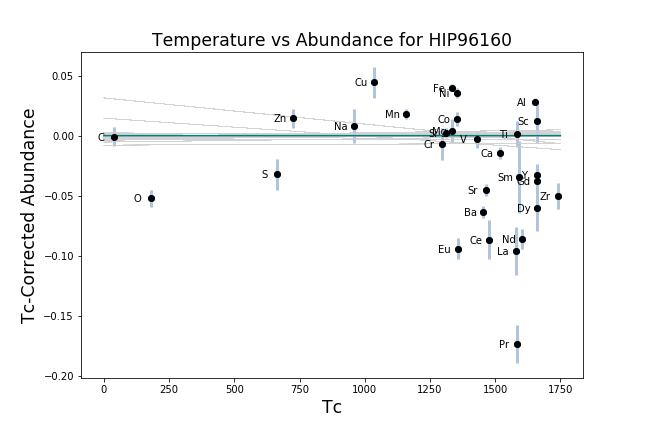 Temperature vs Abundance for HIP96160
Tc-Corrected Abundance
0.05
0.00
−0.05
−0.10
−0.15
−0.20
Cu
Fe
Ni
Al
Zn
Mn
Co
Sc
Na
Mg
Ti
C
V
Cr
Ca
S
Sm
Y
Gd
Sr
O
Zr
Ba
Dy
Ce
Nd
Eu
La
Pr
0
250
500
750
1000
1250
1500
1750
Tc